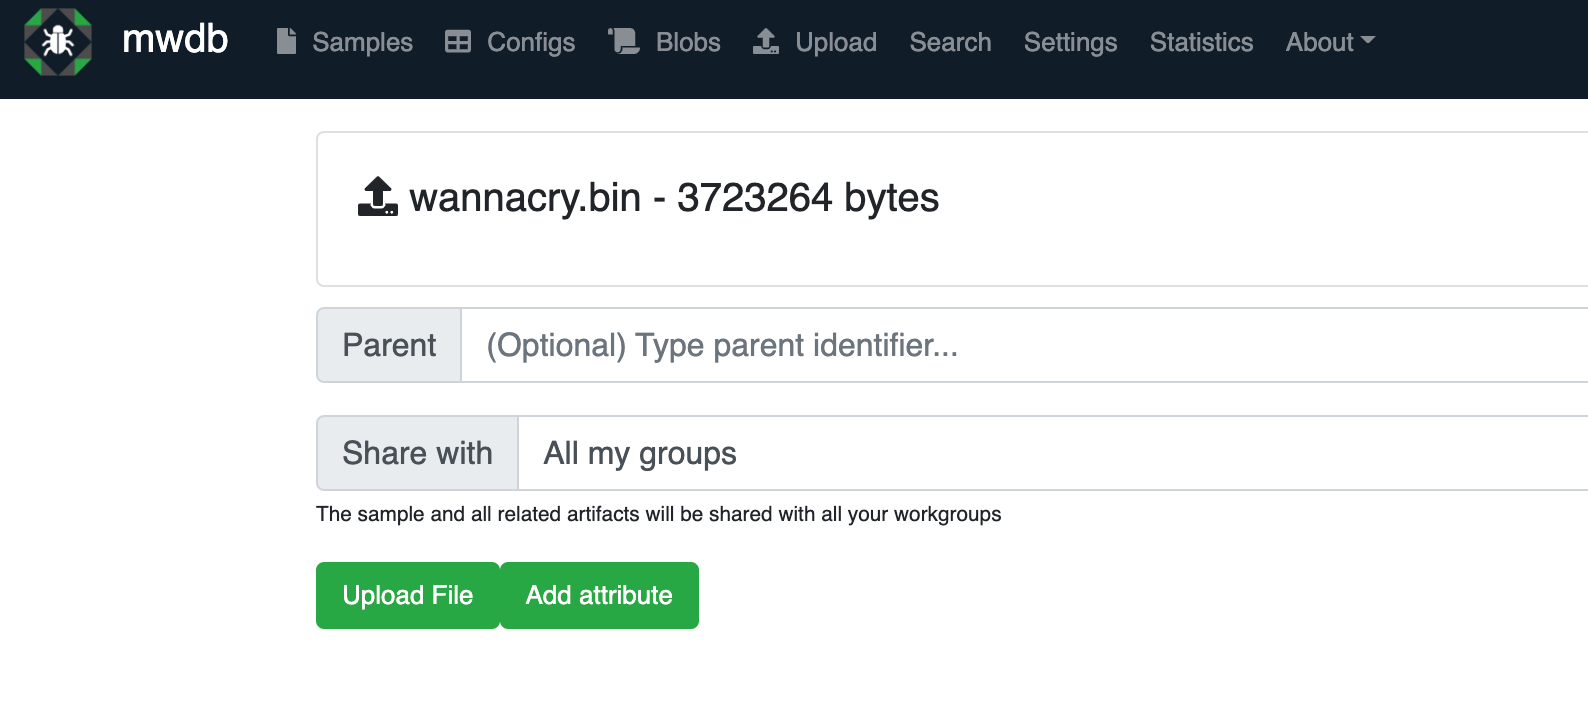 mwdb Samples Configs Blobs Upload Search Settings Statistics About
wannacry.bin - 3723264 bytes
Parent (Optional) Type parent identifier...
Share with All my groups
The sample and all related artifacts will be shared with all your workgroups
Upload File Add attribute